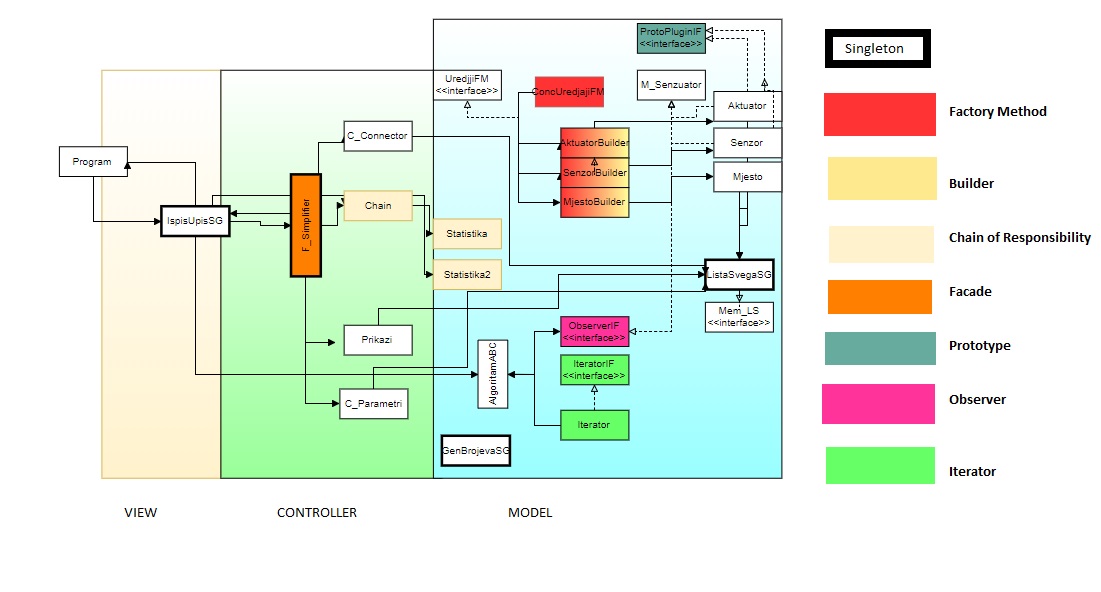 ProtoPluginIF
<<interface>>
UredjjiFM
<<interface>>
ConcUredjajiFM
M_Senzuator
Aktuator
C_Connector
AktuatorBuilder
Senzor
Program
SenzorBuilder
Mjesto
Chain
MjestoBuilder
IspisUpisSG
F_Simplifier
Statistika
Statistika2
ListaSvegaSG
Mem_LS
<<interface>>
Prikazi
ObserverIF
<<interface>>
AlgoritamABC
IteratorIF
<<interface>>
C_Parametri
Iterator
GenBrojevaSG
VIEW
CONTROLLER
MODEL
Singleton
Factory Method
Builder
Chain of Responsibility
Facade
Prototype
Observer
Iterator